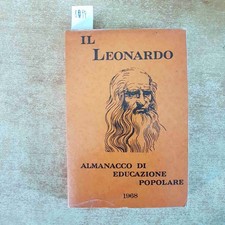 IL
LEONARDO
ALMANACCO DI
EDUCAZIONE
POPOLARE
1968